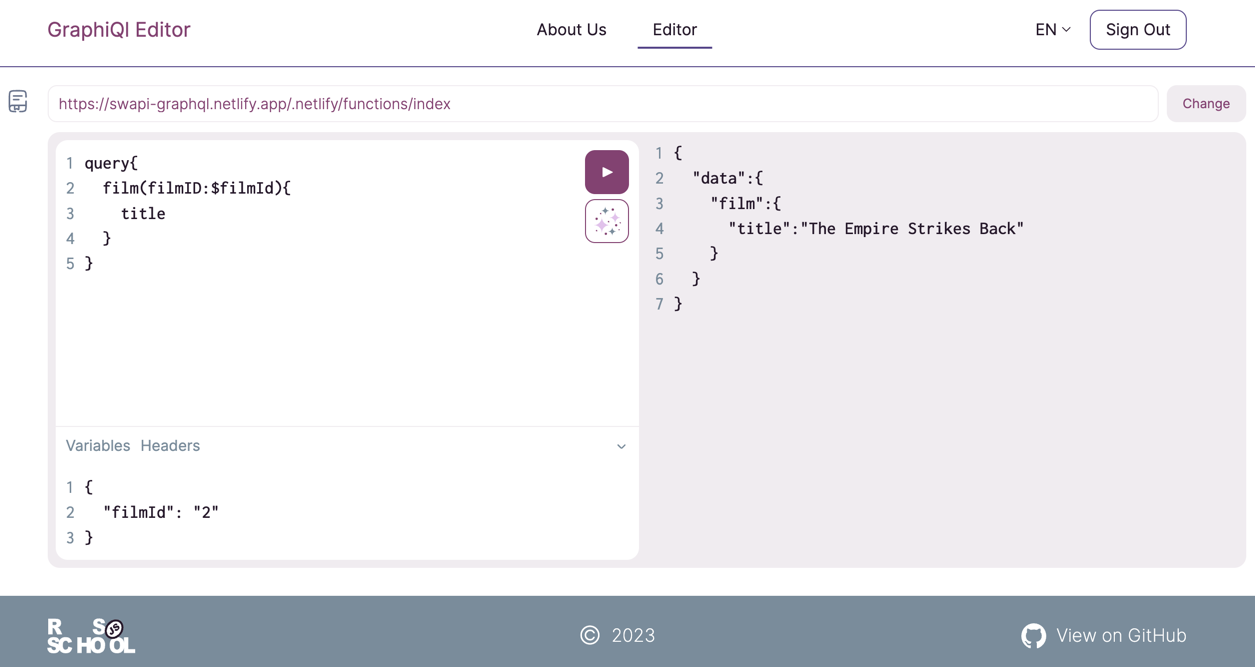 GraphiQl Editor
About Us Editor
EN Sign Out
https://swapi-graphql.netlify.app/.netlify/functions/index
Change
1 query{
2   film(filmID:$filmId){
3     title
4   }
5 }
Variables Headers
1 {
2   "filmId": "2"
3 }
1 {
2   "data":{
3     "film":{
4       "title":"The Empire Strikes Back"
5     }
6   }
7 }
RS
SCHOOL
JS
© 2023
View on GitHub